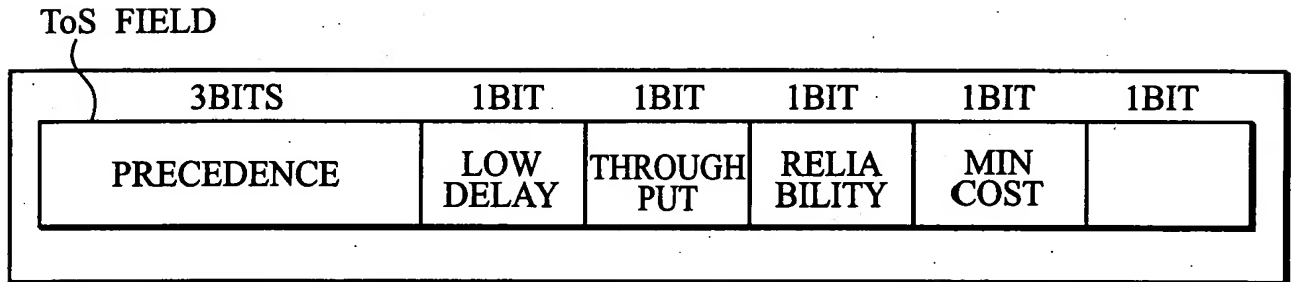 ToS FIELD
3BITS 1BIT 1BIT 1BIT 1BIT 1BIT
PRECEDENCE LOW DELAY THROUGH PUT RELIA BILITY MIN COST